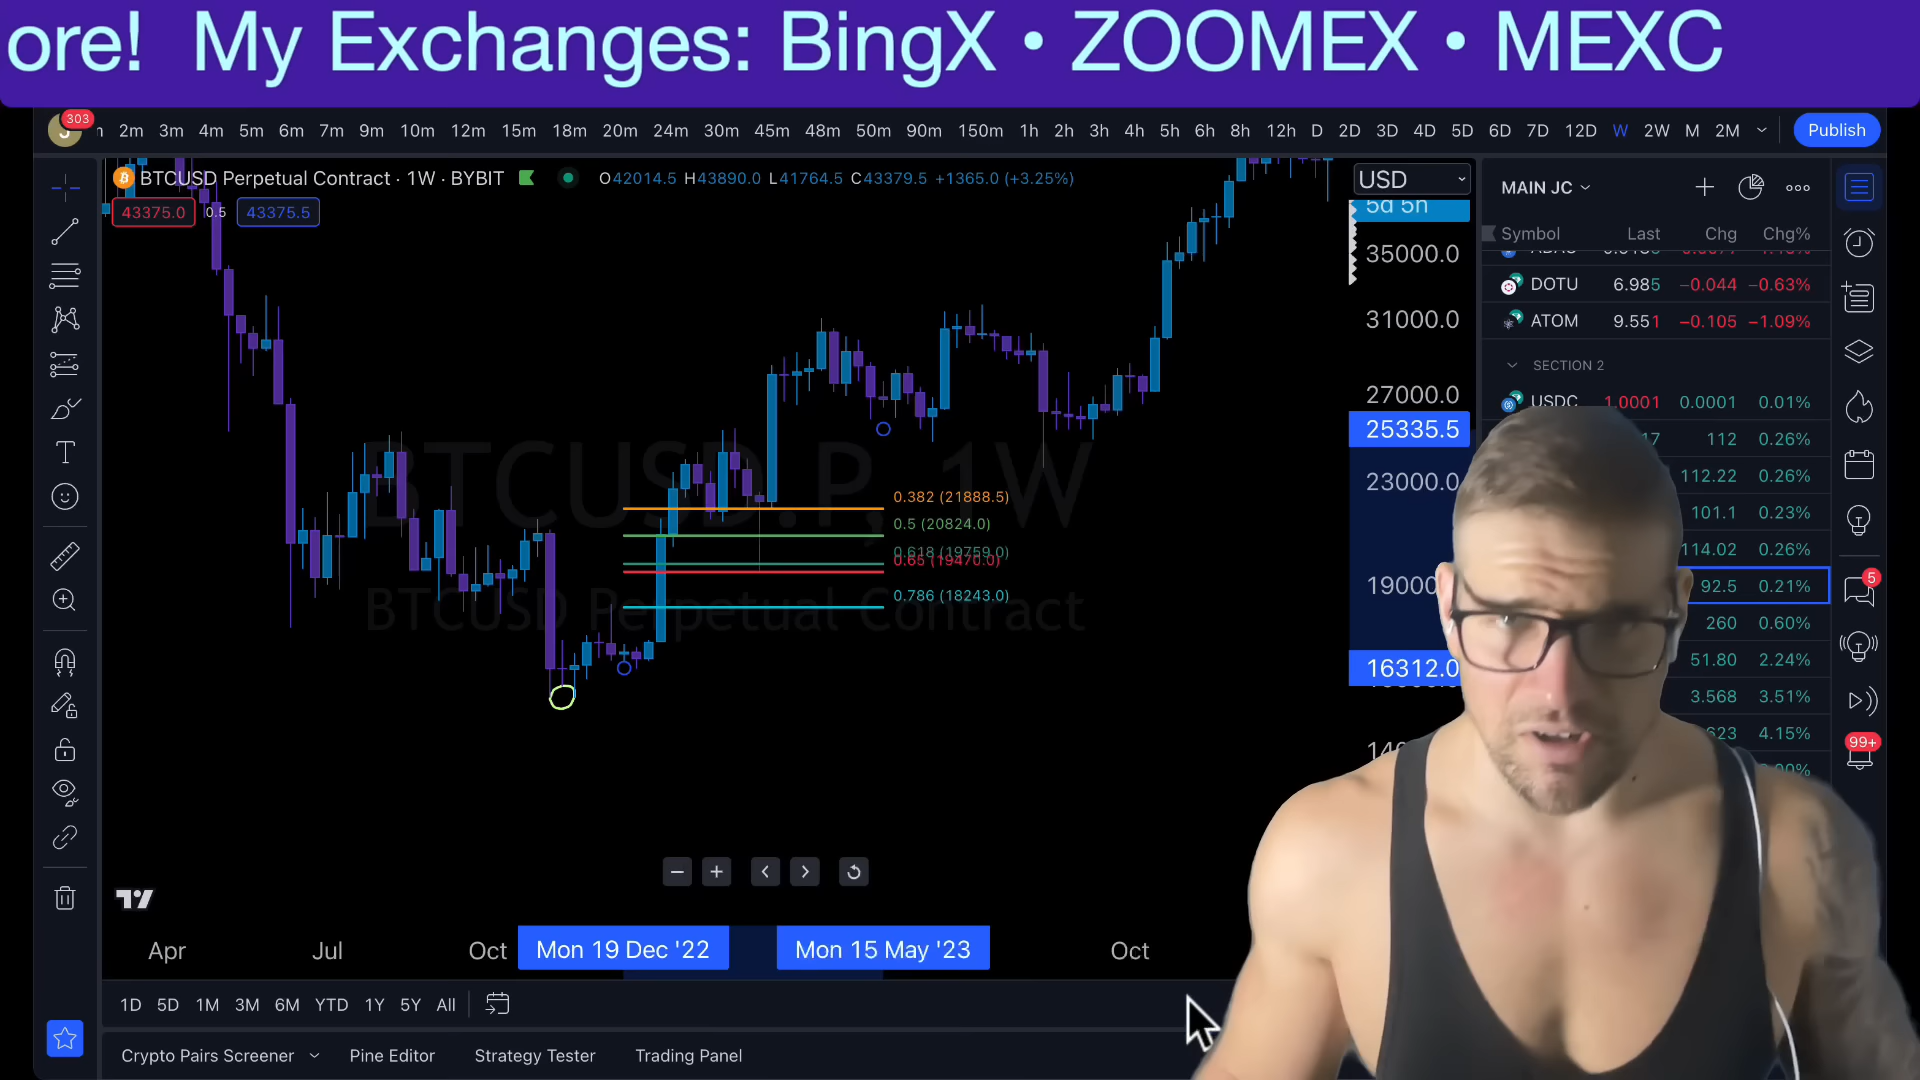 ore! My Exchanges: BingX • ZOOMEX • MEXC
303
2m 3m 4m 5m 6m 7m 9m 10m 12m 15m 18m 20m 24m 30m 45m 48m 50m 90m 150m 1h 2h 3h 4h 5h 6h 8h 12h D 2D 3D 4D 5D 6D 7D 12D W 2W M 2M
Publish
BTCUSD Perpetual Contract · 1W · BYBIT
O42014.5 H43890.0 L41764.5 C43379.5 +1365.0 (+3.25%)
43375.0 0.5 43375.5
USD
5d 5h
35000.0
31000.0
27000.0
25335.5
23000.0
19000
16312.0
MAIN JC
Symbol Last Chg Chg%
DOTU 6.985 −0.044 −0.63%
ATOM 9.551 −0.105 −1.09%
SECTION 2
USDC 1.0001 0.0001 0.01%
17 112 0.26%
112.22 0.26%
101.1 0.23%
114.02 0.26%
92.5 0.21%
260 0.60%
51.80 2.24%
3.568 3.51%
623 4.15%
5
99+
BTCUSD.P, 1W
BTCUSD Perpetual Contract
0.382 (21888.5)
0.5 (20824.0)
0.618 (19759.0)
0.65 (19470.0)
0.786 (18243.0)
Apr Jul Oct Mon 19 Dec '22 Mon 15 May '23 Oct
1D 5D 1M 3M 6M YTD 1Y 5Y All
Crypto Pairs Screener Pine Editor Strategy Tester Trading Panel